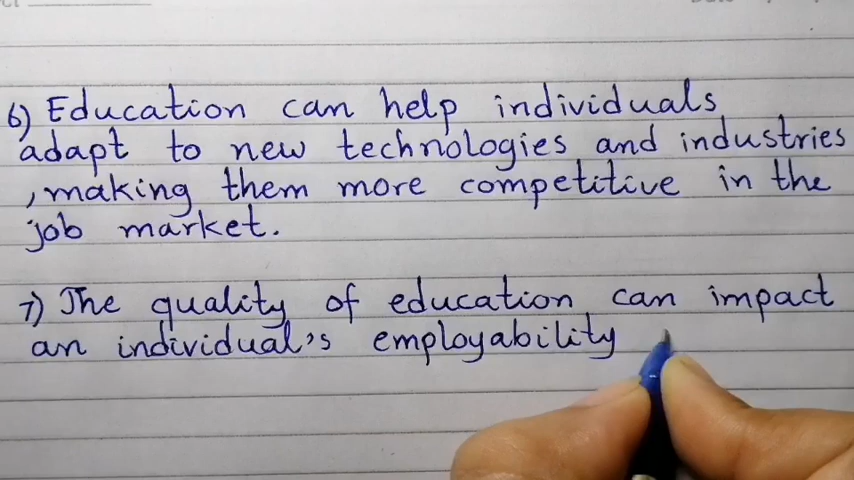 6) Education can help individuals
adapt to new technologies and industries
, making them more competitive in the
job market.
7) The quality of education can impact
an individual's employability